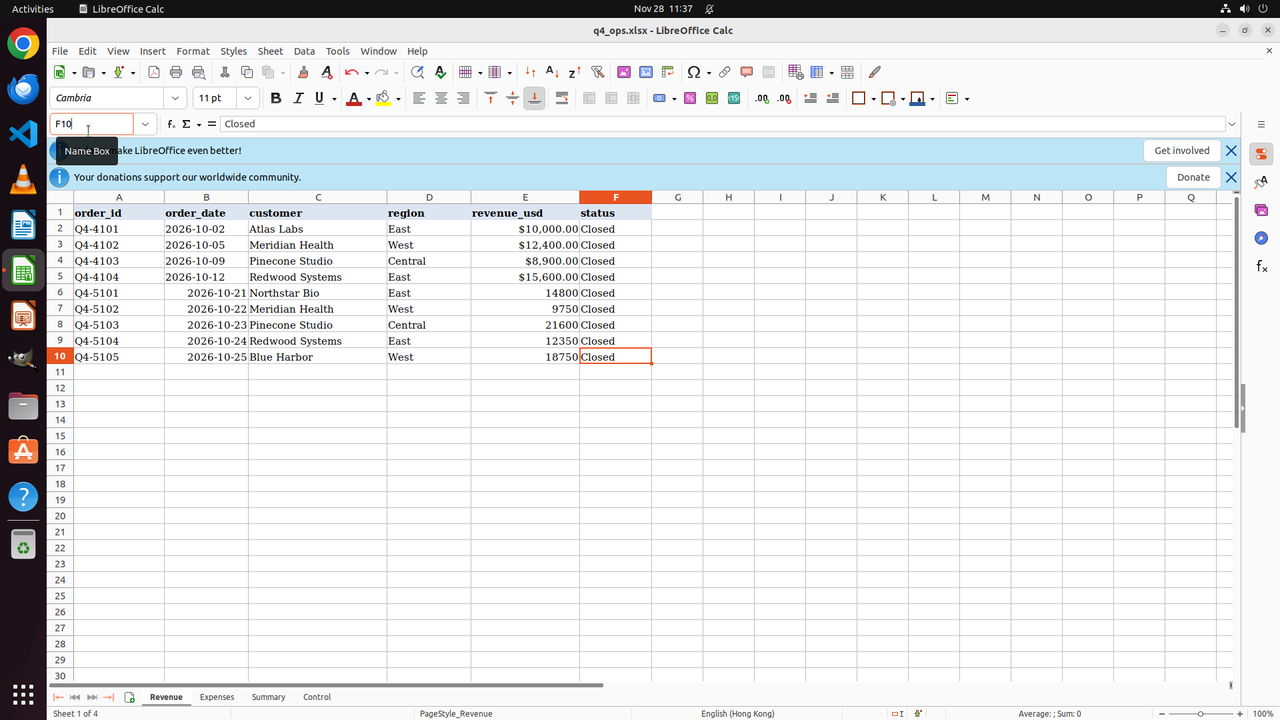 Activities LibreOffice Calc Nov 28 11:37
q4_ops.xlsx - LibreOffice Calc
File Edit View Insert Format Styles Sheet Data Tools Window Help
Cambria 11 pt
F10 Closed
Name Box
make LibreOffice even better! Get involved
Your donations support our worldwide community. Donate
A B C D E F G H I J K L M N O P Q
1 order_id order_date customer region revenue_usd status
2 Q4-4101 2026-10-02 Atlas Labs East $10,000.00 Closed
3 Q4-4102 2026-10-05 Meridian Health West $12,400.00 Closed
4 Q4-4103 2026-10-09 Pinecone Studio Central $8,900.00 Closed
5 Q4-4104 2026-10-12 Redwood Systems East $15,600.00 Closed
6 Q4-5101 2026-10-21 Northstar Bio East 14800 Closed
7 Q4-5102 2026-10-22 Meridian Health West 9750 Closed
8 Q4-5103 2026-10-23 Pinecone Studio Central 21600 Closed
9 Q4-5104 2026-10-24 Redwood Systems East 12350 Closed
10 Q4-5105 2026-10-25 Blue Harbor West 18750 Closed
11
12
13
14
15
16
17
18
19
20
21
22
23
24
25
26
27
28
29
30
Revenue Expenses Summary Control
Sheet 1 of 4 PageStyle_Revenue English (Hong Kong) Average: ; Sum: 0 100%